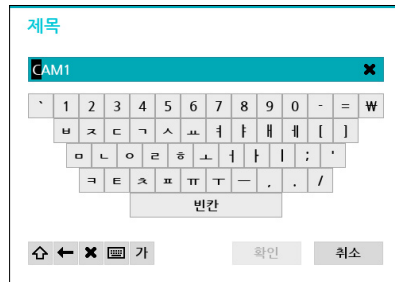 제목
CAM1
` 1 2 3 4 5 6 7 8 9 0 - = ₩
ㅂ ㅈ ㄷ ㄱ ㅅ ㅛ ㅕ ㅑ ㅐ ㅔ [ ]
ㅁ ㄴ ㅇ ㄹ ㅎ ㅗ ㅓ ㅏ ㅣ ; '
ㅋ ㅌ ㅊ ㅍ ㅠ ㅜ ㅡ , . /
빈칸
가 확인 취소